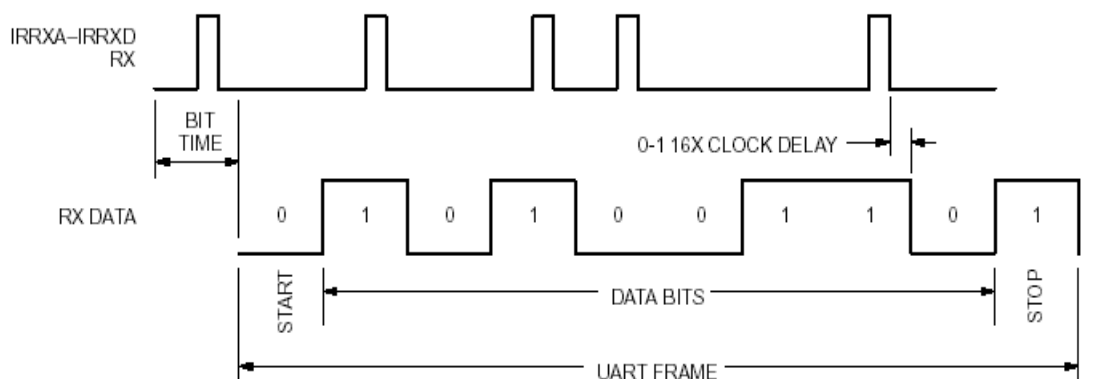 IRRXA–IRRXD
RX
BIT
TIME
0-1 16X CLOCK DELAY
RX DATA
0 1 0 1 0 0 1 1 0 1
START
DATA BITS
STOP
UART FRAME